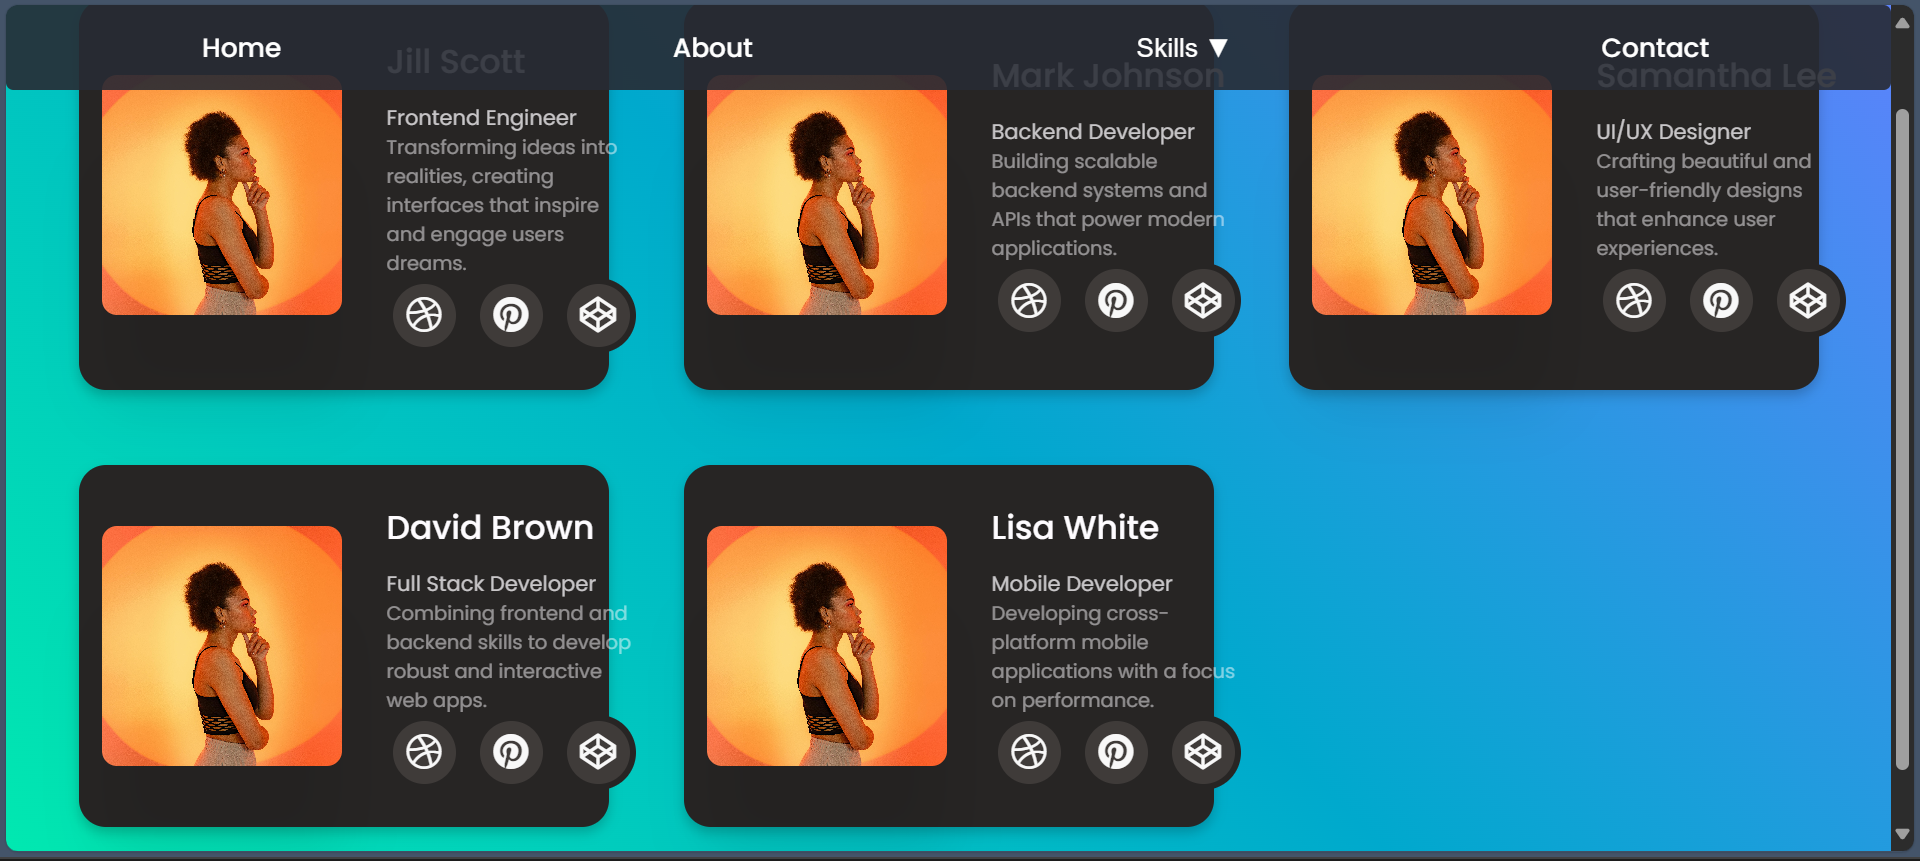 Home
About
Skills ▼
Contact
Jill Scott
Frontend Engineer
Transforming ideas into
realities, creating
interfaces that inspire
and engage users
dreams.
Mark Johnson
Backend Developer
Building scalable
backend systems and
APIs that power modern
applications.
Samantha Lee
UI/UX Designer
Crafting beautiful and
user-friendly designs
that enhance user
experiences.
David Brown
Full Stack Developer
Combining frontend and
backend skills to develop
robust and interactive
web apps.
Lisa White
Mobile Developer
Developing cross-
platform mobile
applications with a focus
on performance.